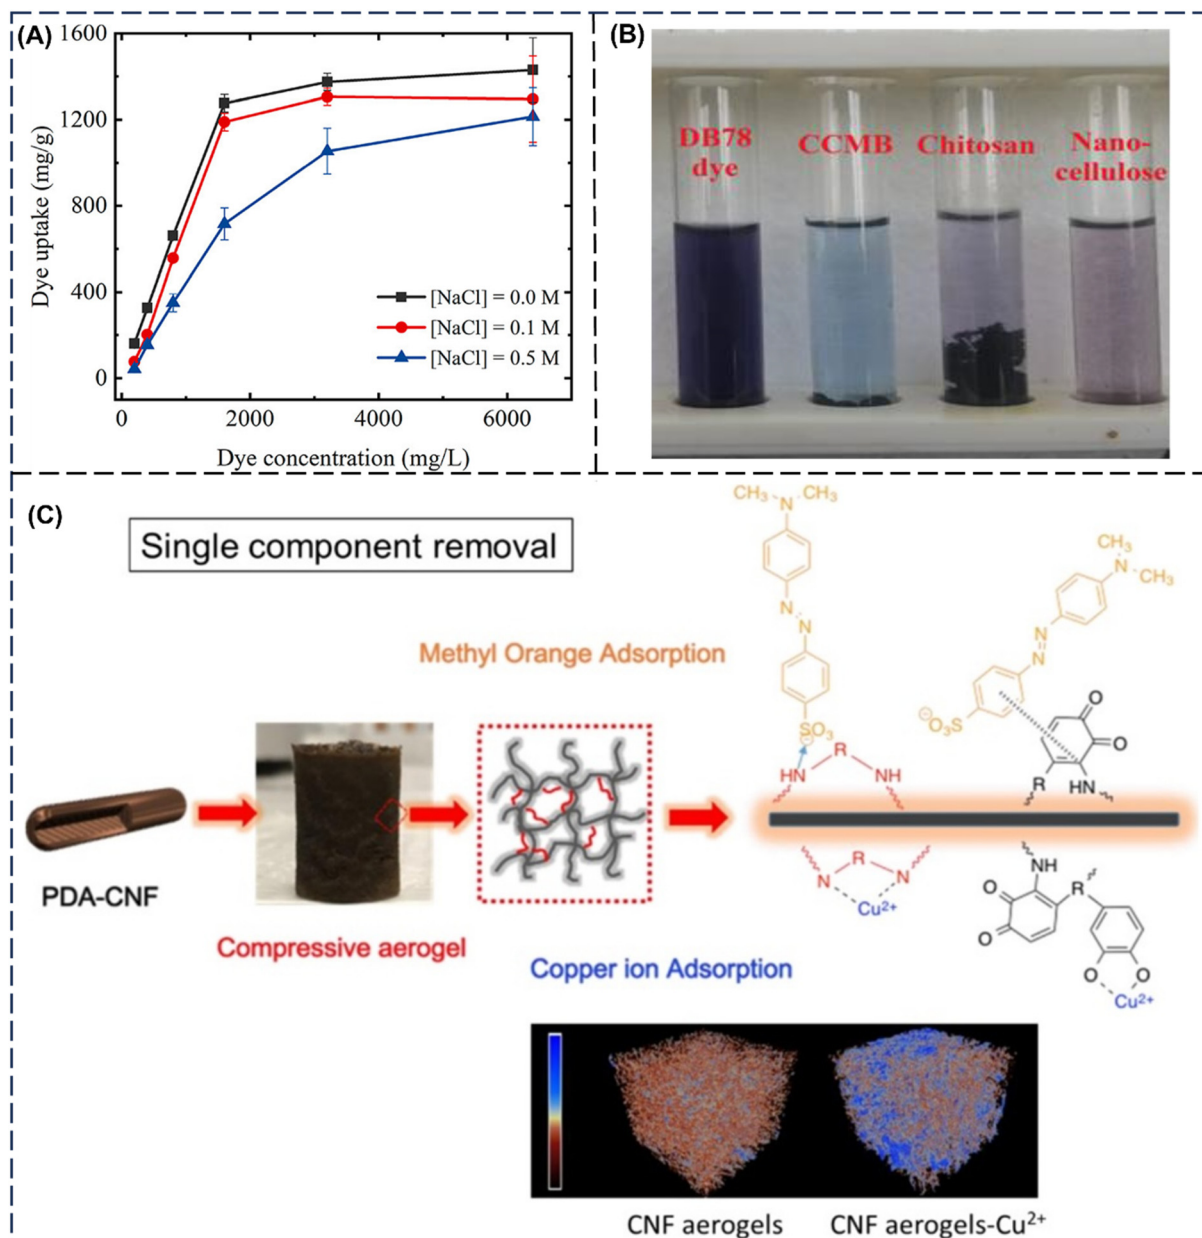 (A)
1600
1200
800
400
0
Dye uptake (mg/g)
[NaCl] = 0.0 M
[NaCl] = 0.1 M
[NaCl] = 0.5 M
0 2000 4000 6000
Dye concentration (mg/L)
(B)
DB78
dye
CCMB
Chitosan
Nano-
cellulose
(C)
Single component removal
Methyl Orange Adsorption
PDA-CNF
Compressive aerogel
Copper ion Adsorption
CH₃ CH₃
N
N
N
SO₃
⊖
R
HN NH
R
N N
Cu²⁺
CH₃
N
CH₃
N
N
⊖
O₃S
O
O
R
HN
NH
O
O
R
O O
Cu²⁺
CNF aerogels
CNF aerogels-Cu²⁺